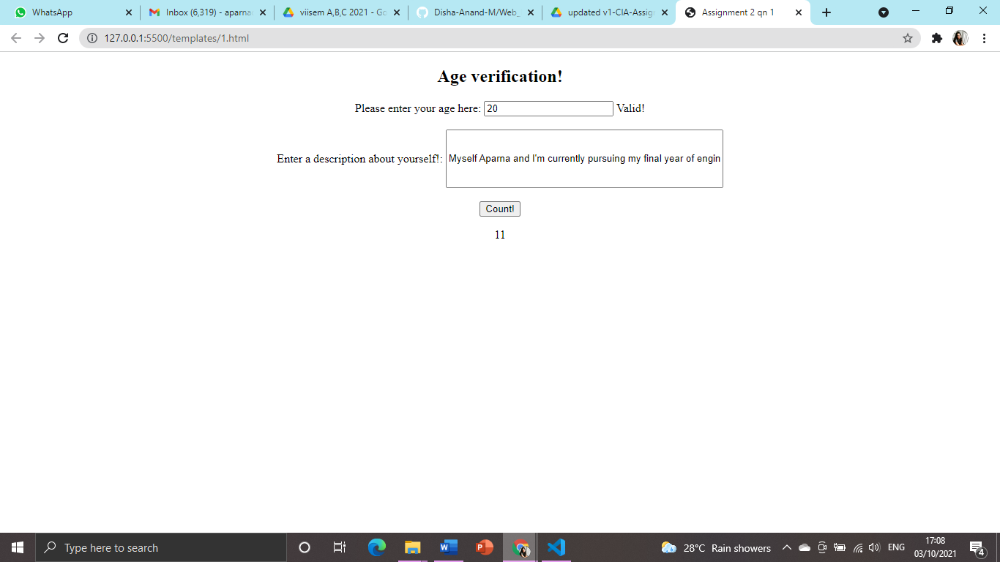 WhatsApp
Inbox (6,319) - aparna
viisem A,B,C 2021 - Go
Disha-Anand-M/Web_
updated v1-CIA-Assig
Assignment 2 qn 1
127.0.0.1:5500/templates/1.html
Age verification!
Please enter your age here: 20 Valid!
Enter a description about yourself!: Myself Aparna and I'm currently pursuing my final year of engin
Count!
11
Type here to search
28°C Rain showers
ENG
17:08
03/10/2021
4